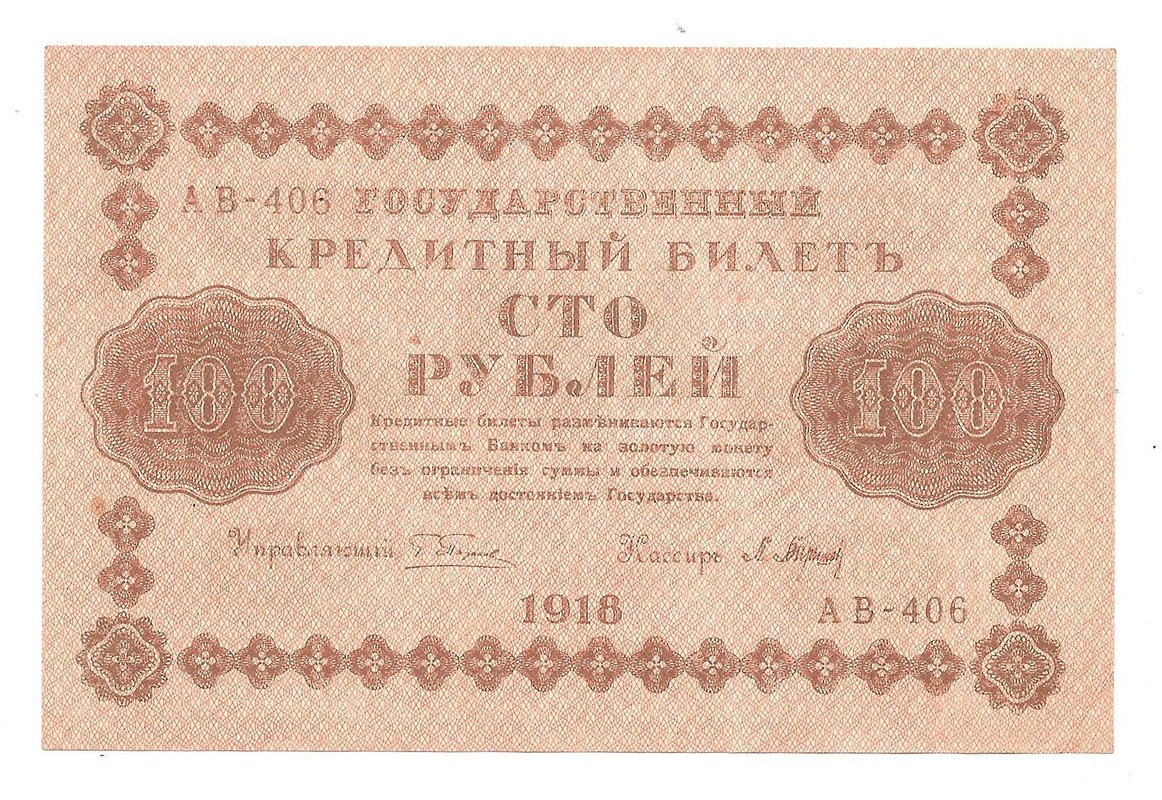 АВ-406 ГОСУДАРСТВЕННЫЙ
КРЕДИТНЫЙ БИЛЕТЪ
СТО
РУБЛЕЙ
100
100
Кредитные билеты размѣниваются Государ-
ственнымъ Банкомъ на золотую монету
безъ ограниченія суммы и обезпечиваются
всѣмъ достояніемъ Государства.
Управляющій
Кассиръ
1918
АВ-406